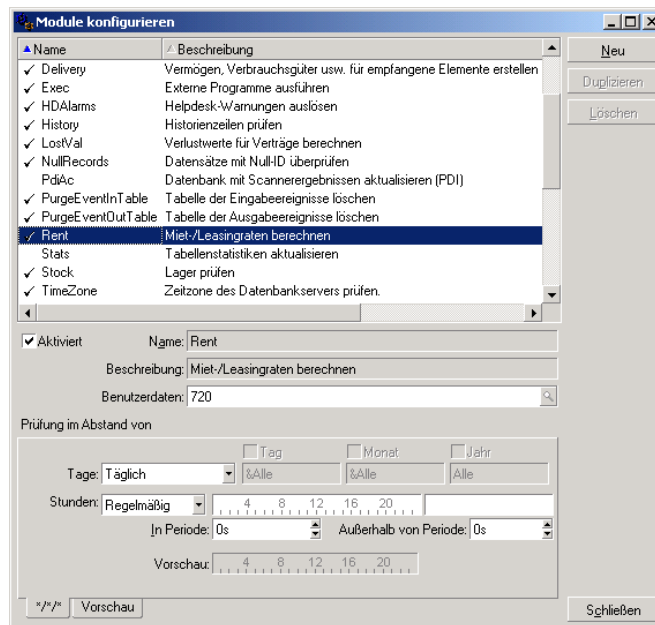 Module konfigurieren
Name Beschreibung
Neu
Delivery Vermögen, Verbrauchsgüter usw. für empfangene Elemente erstellen
Duplizieren
Exec Externe Programme ausführen
HDAlarms Helpdesk-Warnungen auslösen
Löschen
History Historienzeilen prüfen
LostVal Verlustwerte für Verträge berechnen
NullRecords Datensätze mit Null-ID überprüfen
PdiAc Datenbank mit Scannerergebnissen aktualisieren (PDI)
PurgeEventInTable Tabelle der Eingabeereignisse löschen
PurgeEventOutTable Tabelle der Ausgabeereignisse löschen
Rent Miet-/Leasingraten berechnen
Stats Tabellenstatistiken aktualisieren
Stock Lager prüfen
TimeZone Zeitzone des Datenbankservers prüfen.
Aktiviert Name: Rent
Beschreibung: Miet-/Leasingraten berechnen
Benutzerdaten: 720
Prüfung im Abstand von
Tag Monat Jahr
Tage: Täglich &Alle &Alle Alle
Stunden: Regelmäßig 4 8 12 16 20
In Periode: 0s Außerhalb von Periode: 0s
Vorschau: 4 8 12 16 20
*/*/* Vorschau
Schließen